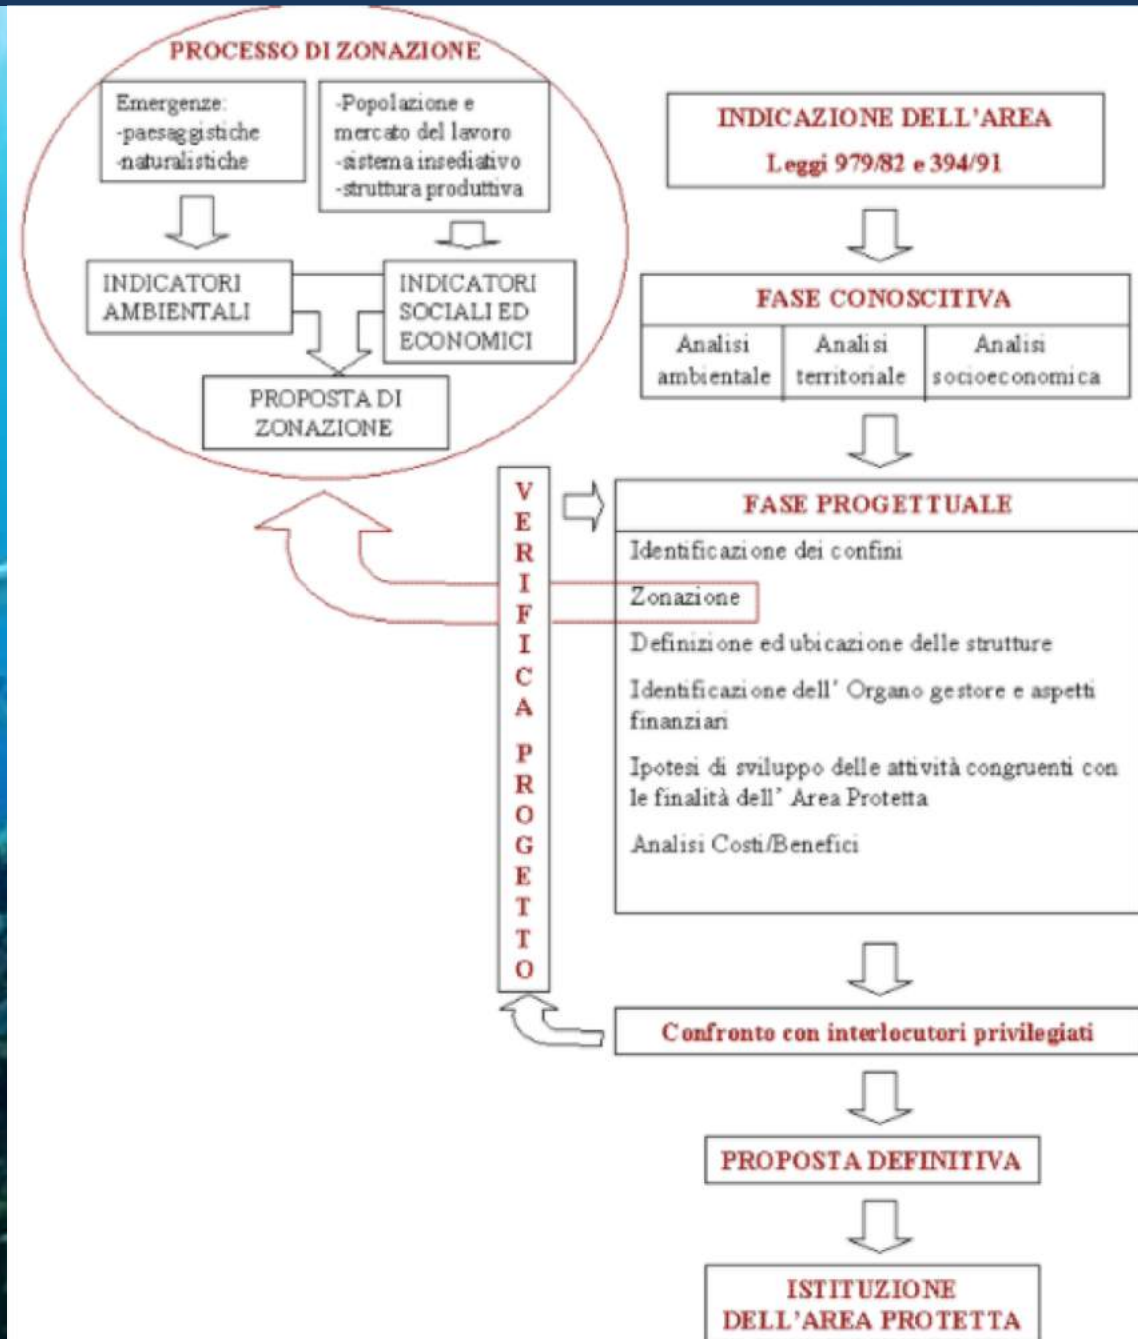 PROCESSO DI ZONAZIONE
Emergenze:
-paesaggistiche
-naturalistiche
-Popolazione e
mercato del lavoro
-sistema insediativo
-struttura produttiva
INDICATORI
AMBIENTALI
INDICATORI
SOCIALI ED
ECONOMICI
PROPOSTA DI
ZONAZIONE
INDICAZIONE DELL'AREA
Leggi 979/82 e 394/91
FASE CONOSCITIVA
Analisi
ambientale
Analisi
territoriale
Analisi
socioeconomica
VERIFICA PROGETTO
FASE PROGETTUALE
Identificazione dei confini
Zonazione
Definizione ed ubicazione delle strutture
Identificazione dell' Organo gestore e aspetti
finanziari
Ipotesi di sviluppo delle attività congruenti con
le finalità dell' Area Protetta
Analisi Costi/Benefici
Confronto con interlocutori privilegiati
PROPOSTA DEFINITIVA
ISTITUZIONE
DELL'AREA PROTETTA